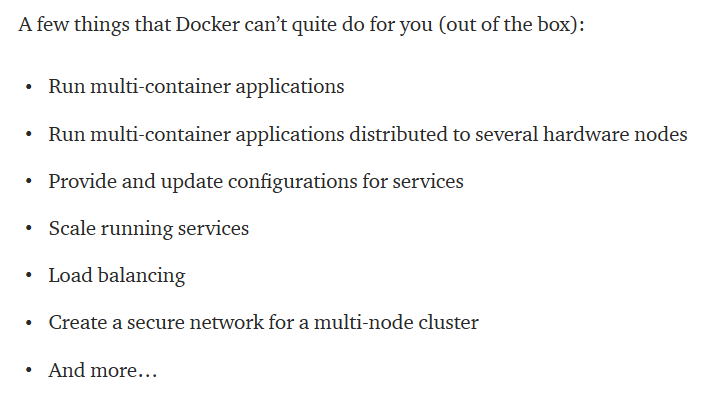 A few things that Docker can’t quite do for you (out of the box):
• Run multi-container applications
• Run multi-container applications distributed to several hardware nodes
• Provide and update configurations for services
• Scale running services
• Load balancing
• Create a secure network for a multi-node cluster
• And more…